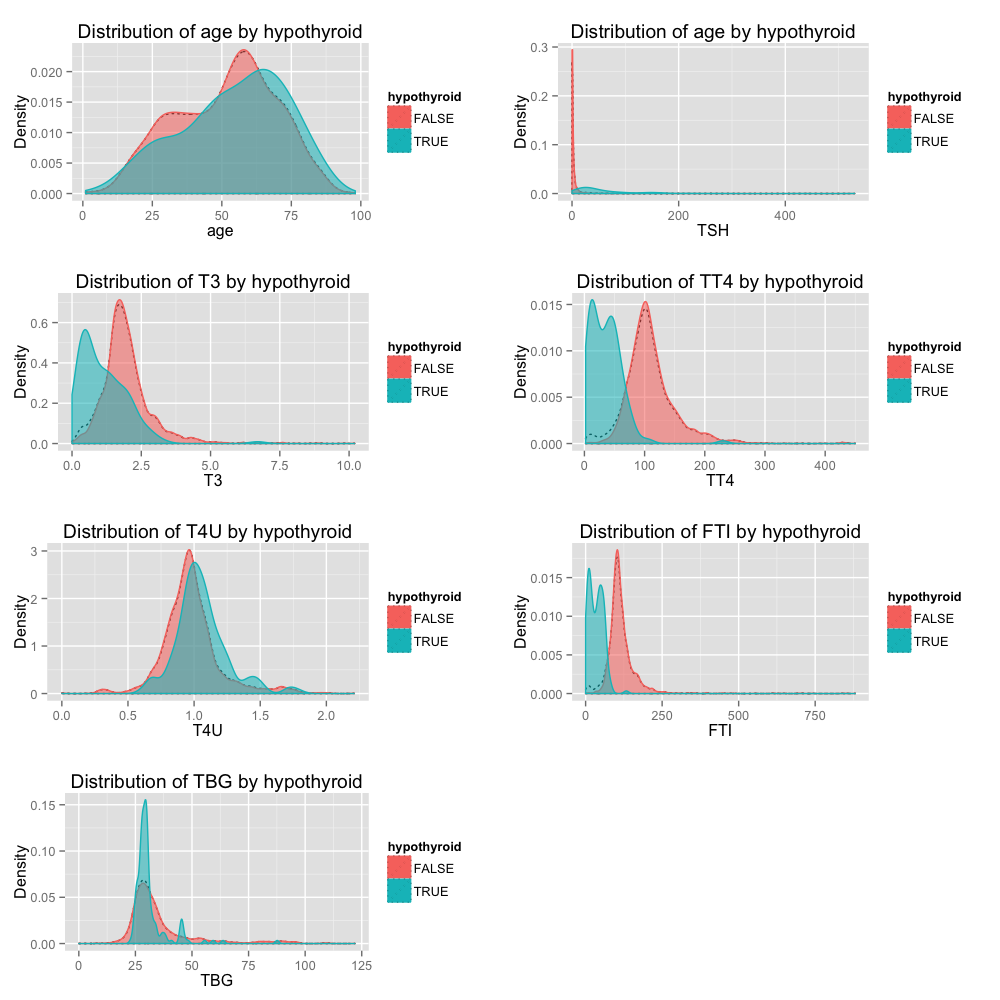 Distribution of age by hypothyroid
Density
0.020
0.015
0.010
0.005
0.000
0 25 50 75 100
age
hypothyroid
FALSE
TRUE
Distribution of age by hypothyroid
Density
0.3
0.2
0.1
0.0
0 200 400
TSH
hypothyroid
FALSE
TRUE
Distribution of T3 by hypothyroid
Density
0.6
0.4
0.2
0.0
0.0 2.5 5.0 7.5 10.0
T3
hypothyroid
FALSE
TRUE
Distribution of TT4 by hypothyroid
Density
0.015
0.010
0.005
0.000
0 100 200 300 400
TT4
hypothyroid
FALSE
TRUE
Distribution of T4U by hypothyroid
Density
3
2
1
0
0.0 0.5 1.0 1.5 2.0
T4U
hypothyroid
FALSE
TRUE
Distribution of FTI by hypothyroid
Density
0.015
0.010
0.005
0.000
0 250 500 750
FTI
hypothyroid
FALSE
TRUE
Distribution of TBG by hypothyroid
Density
0.15
0.10
0.05
0.00
0 25 50 75 100 125
TBG
hypothyroid
FALSE
TRUE